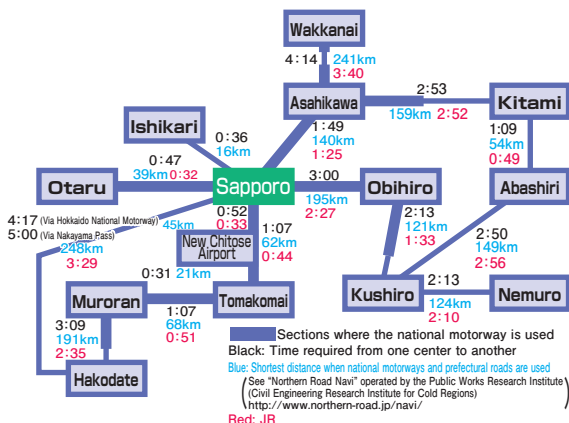 Wakkanai
4:14
241km
3:40
Asahikawa
2:53
159km
2:52
Kitami
Ishikari
0:36
16km
1:49
140km
1:25
1:09
54km
0:49
Otaru
0:47
39km
0:32
Sapporo
3:00
195km
2:27
Obihiro
Abashiri
4:17 (Via Hokkaido National Motorway)
5:00 (Via Nakayama Pass)
248km
3:29
0:52
45km
0:33
New Chitose
Airport
1:07
62km
0:44
2:13
121km
1:33
2:50
149km
2:56
0:31
21km
Muroran
1:07
68km
0:51
Tomakomai
Kushiro
2:13
124km
2:10
Nemuro
3:09
191km
2:35
Hakodate
Sections where the national motorway is used
Black: Time required from one center to another
Blue: Shortest distance when national motorways and prefectural roads are used
See "Northern Road Navi" operated by the Public Works Research Institute
(Civil Engineering Research Institute for Cold Regions)
http://www.northern-road.jp/navi/
Red: JR